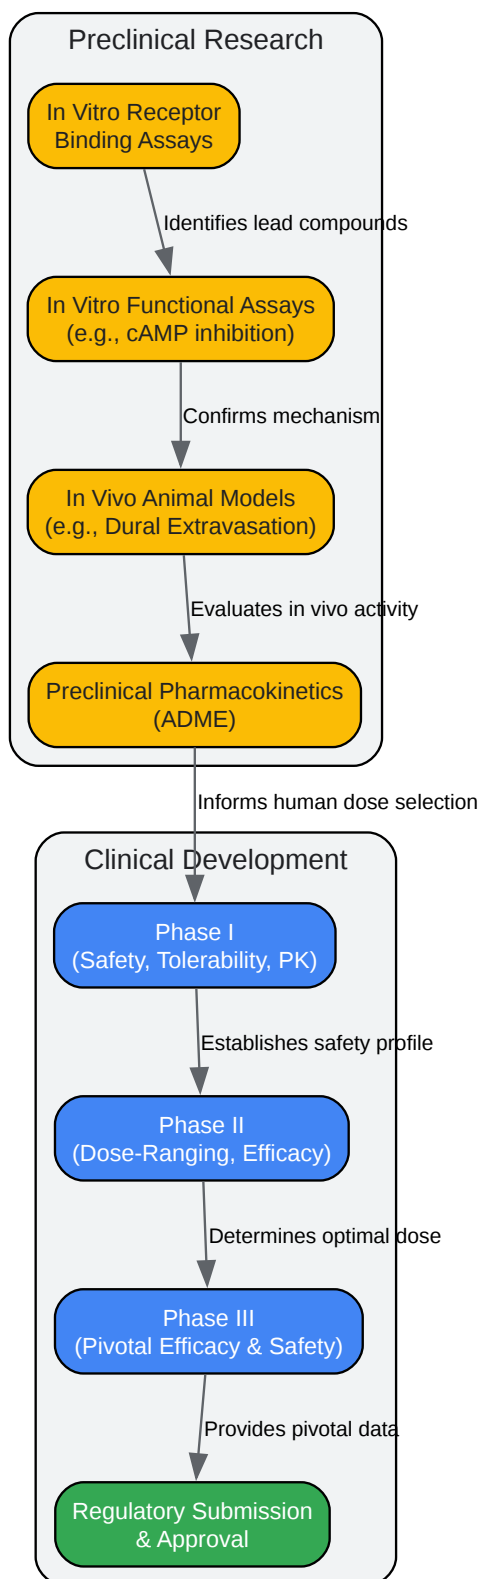 Preclinical Research
In Vitro Receptor
Binding Assays
Identifies lead compounds
In Vitro Functional Assays
(e.g., cAMP inhibition)
Confirms mechanism
In Vivo Animal Models
(e.g., Dural Extravasation)
Evaluates in vivo activity
Preclinical Pharmacokinetics
(ADME)
Informs human dose selection
Clinical Development
Phase I
(Safety, Tolerability, PK)
Establishes safety profile
Phase II
(Dose-Ranging, Efficacy)
Determines optimal dose
Phase III
(Pivotal Efficacy & Safety)
Provides pivotal data
Regulatory Submission
& Approval